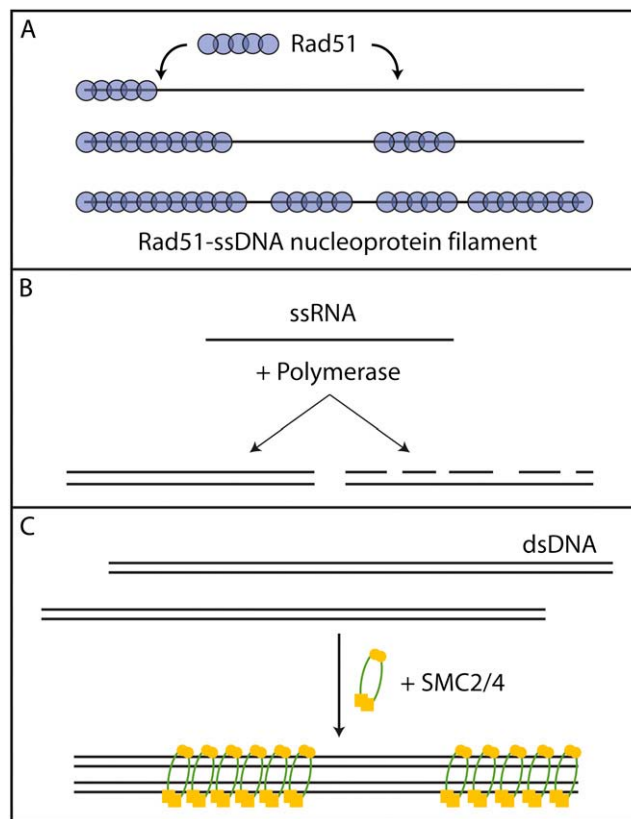 A
Rad51
Rad51-ssDNA nucleoprotein filament
B
ssRNA
+ Polymerase
C
dsDNA
+ SMC2/4